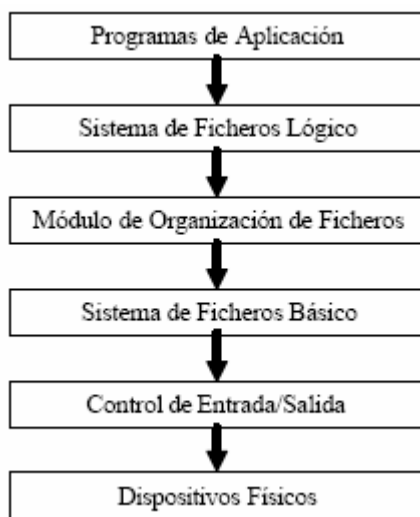 Programas de Aplicación
Sistema de Ficheros Lógico
Módulo de Organización de Ficheros
Sistema de Ficheros Básico
Control de Entrada/Salida
Dispositivos Físicos